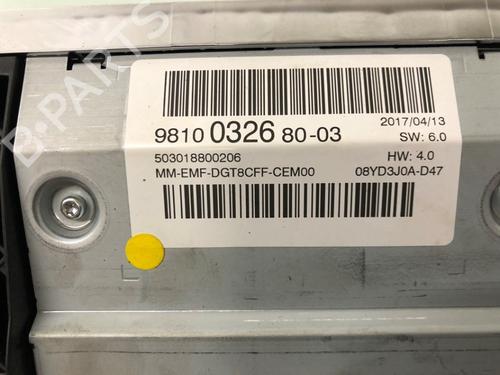 2017/04/13
9810 0326 80-03
SW: 6.0
503018800206
HW: 4.0
MM-EMF-DGT8CFF-CEM00
08YD3J0A-D47
B-PARTS